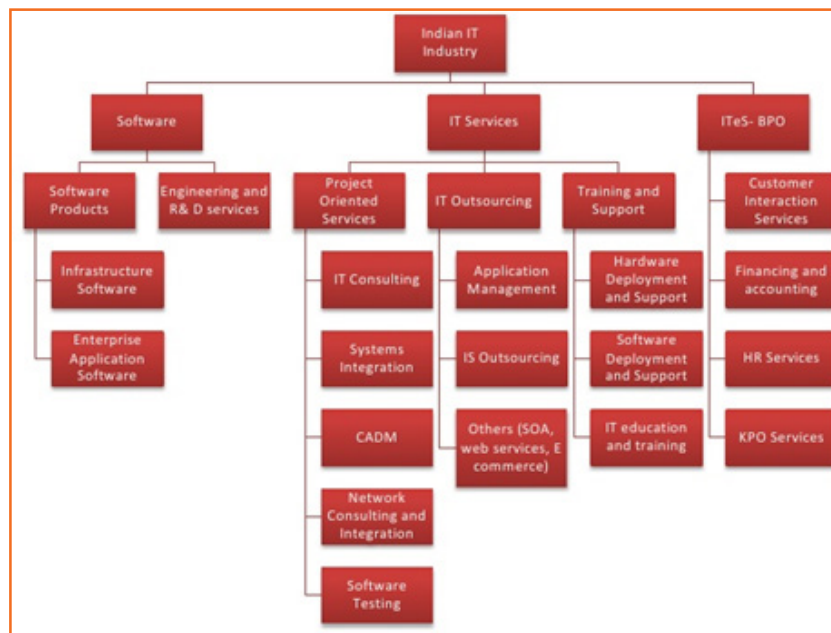 Indian IT
Industry
Software
IT Services
ITeS- BPO
Software
Products
Engineering and
R& D services
Project
Oriented
Services
IT Outsourcing
Training and
Support
Customer
Interaction
Services
Infrastructure
Software
IT Consulting
Application
Management
Hardware
Deployment
and Support
Financing and
accounting
Enterprise
Application
Software
Systems
Integration
IS Outsourcing
Software
Deployment
and Support
HR Services
CADM
Others (SOA,
web services, E
commerce)
IT education
and training
KPO Services
Network
Consulting and
Integration
Software
Testing